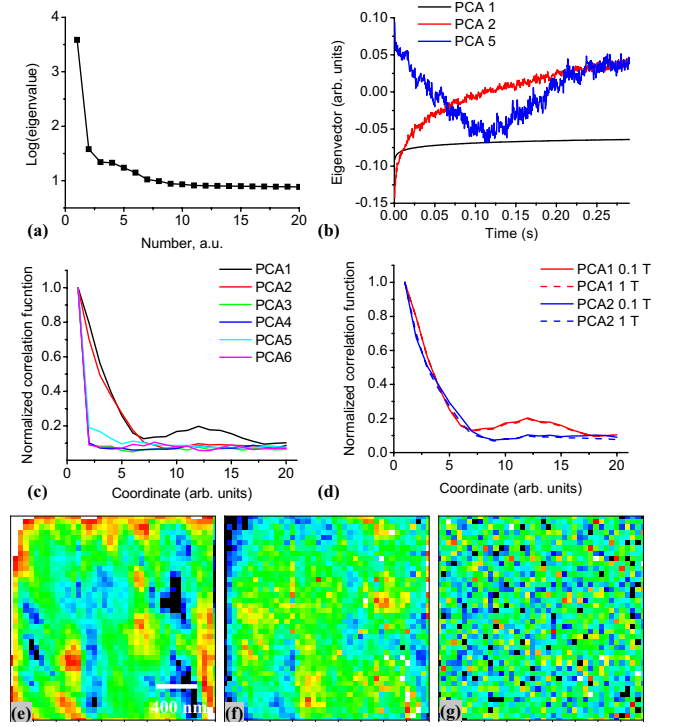 4
3
2
1
0
5
10
15
20
Log(eigenvalue)
Number, a.u.
(a)
PCA 1
PCA 2
PCA 5
0.05
0.00
-0.05
-0.10
-0.15
0.00
0.05
0.10
0.15
0.20
0.25
Eigenvector (arb. units)
Time (s)
(b)
PCA1
PCA2
PCA3
PCA4
PCA5
PCA6
1.0
0.8
0.6
0.4
0.2
0
5
10
15
20
Normalized correlation fucntion
Coordinate (arb. units)
(c)
PCA1 0.1 T
PCA1 1 T
PCA2 0.1 T
PCA2 1 T
1.0
0.8
0.6
0.4
0.2
0.0
0
5
10
15
20
Normalized correlation function
Coordinate (arb. units)
(d)
400 nm
(e)
(f)
(g)